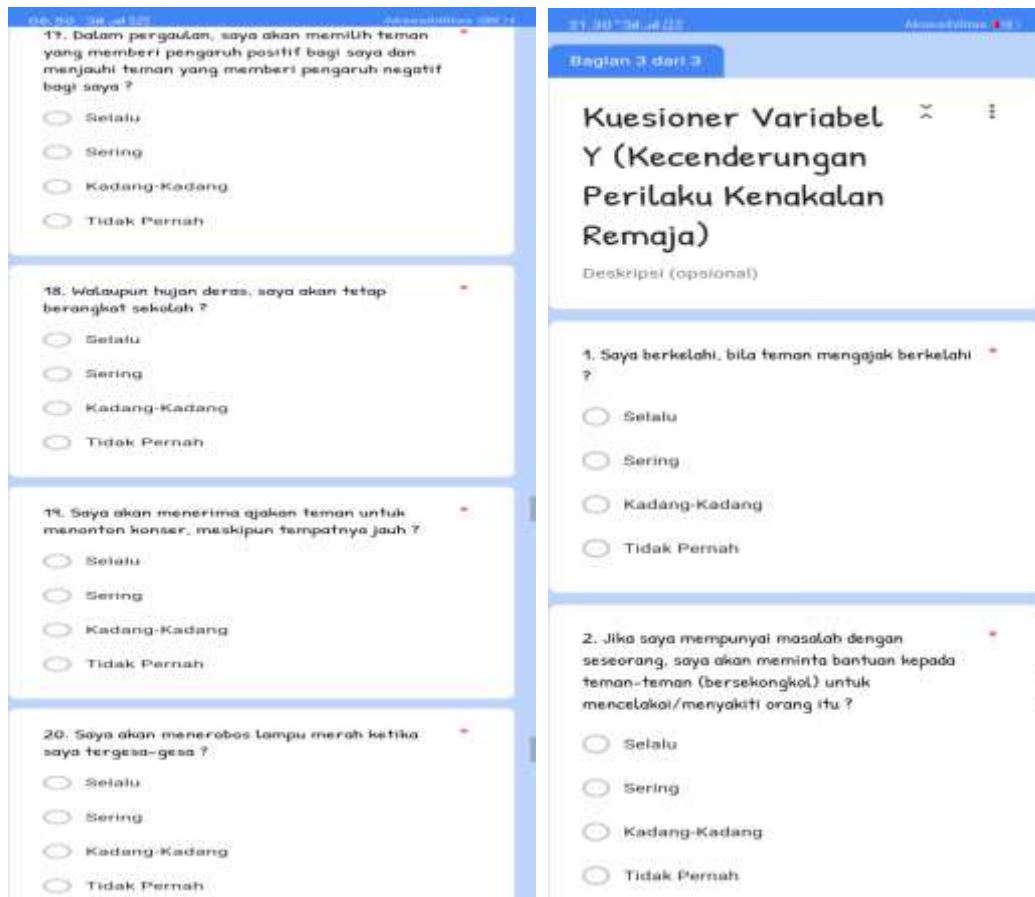 17. Dalam pergaulan, saya akan memilih teman *
yang memberi pengaruh positif bagi saya dan
menjauhi teman yang memberi pengaruh negatif
bagi saya ?
Selalu
Sering
Kadang-Kadang
Tidak Pernah
18. Walaupun hujan deras, saya akan tetap *
berangkat sekolah ?
Selalu
Sering
Kadang-Kadang
Tidak Pernah
19. Saya akan menerima ajakan teman untuk *
menonton konser, meskipun tempatnya jauh ?
Selalu
Sering
Kadang-Kadang
Tidak Pernah
20. Saya akan menerobos lampu merah ketika *
saya tergesa-gesa ?
Selalu
Sering
Kadang-Kadang
Tidak Pernah
21.30
Bagian 3 dari 3
Kuesioner Variabel
Y (Kecenderungan
Perilaku Kenakalan
Remaja)
Deskripsi (opsional)
1. Saya berkelahi, bila teman mengajak berkelahi *
?
Selalu
Sering
Kadang-Kadang
Tidak Pernah
2. Jika saya mempunyai masalah dengan *
seseorang, saya akan meminta bantuan kepada
teman-teman (bersekongkol) untuk
mencelakai/menyakiti orang itu ?
Selalu
Sering
Kadang-Kadang
Tidak Pernah